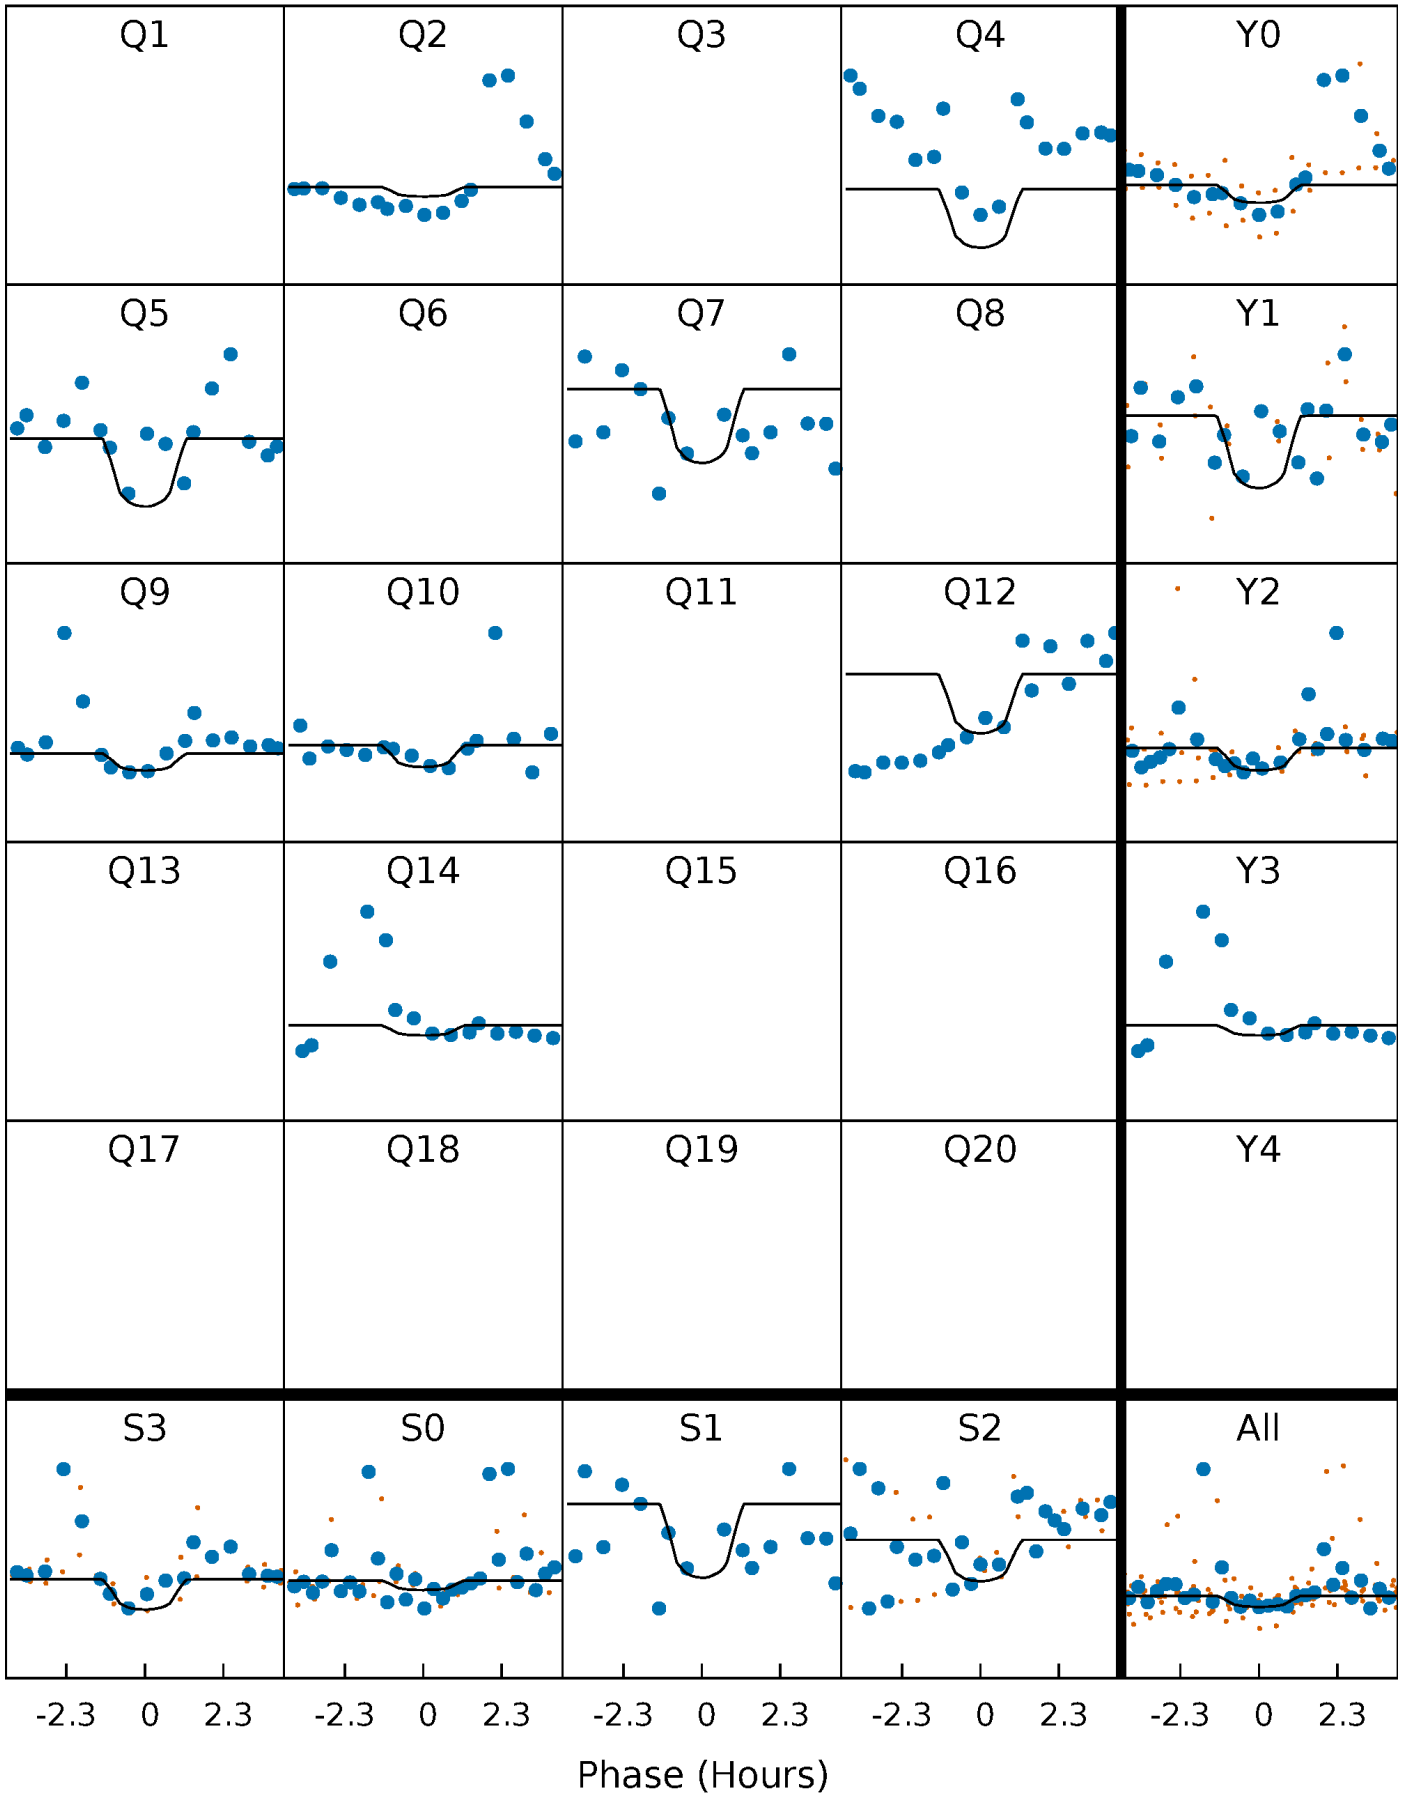 Q1 Q2 Q3 Q4 Y0
Q5 Q6 Q7 Q8 Y1
Q9 Q10 Q11 Q12 Y2
Q13 Q14 Q15 Q16 Y3
Q17 Q18 Q19 Q20 Y4
S3 S0 S1 S2 All
-2.3 0 2.3 -2.3 0 2.3 -2.3 0 2.3 -2.3 0 2.3 -2.3 0 2.3
Phase (Hours)